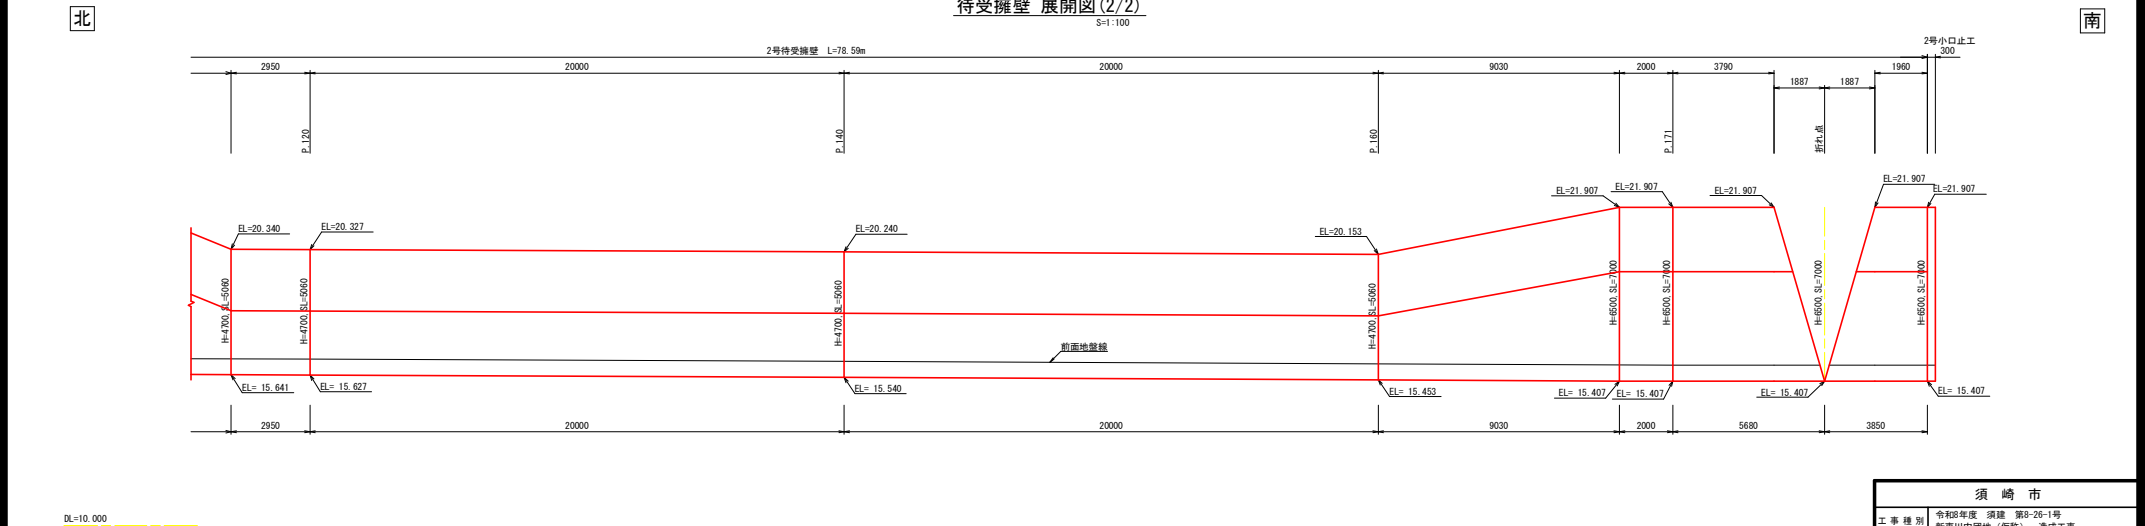 待受擁壁 展開図(2/2)
S=1:100
北
南
2号待受擁壁 L=78.59m
2号小口止工
300
2950
20000
20000
9030
2000
3790
1960
1887
1887
P.120
P.140
P.160
P.171
折れ点
EL=20.340
EL=20.327
EL=20.240
EL=20.153
EL=21.907
EL=21.907
EL=21.907
EL=21.907
EL=21.907
H=4700, SL=5060
H=4700, SL=5060
H=4700, SL=5060
H=4700, SL=5060
H=6500, SL=7000
H=6500, SL=7000
H=6500, SL=7000
H=6500, SL=7000
前面地盤線
EL= 15.641
EL= 15.627
EL= 15.540
EL= 15.453
EL= 15.407
EL= 15.407
EL= 15.407
EL= 15.407
2950
20000
20000
9030
2000
5680
3850
DL=10.000
須崎市
工事種別
令和8年度 須建 第8-26-1号